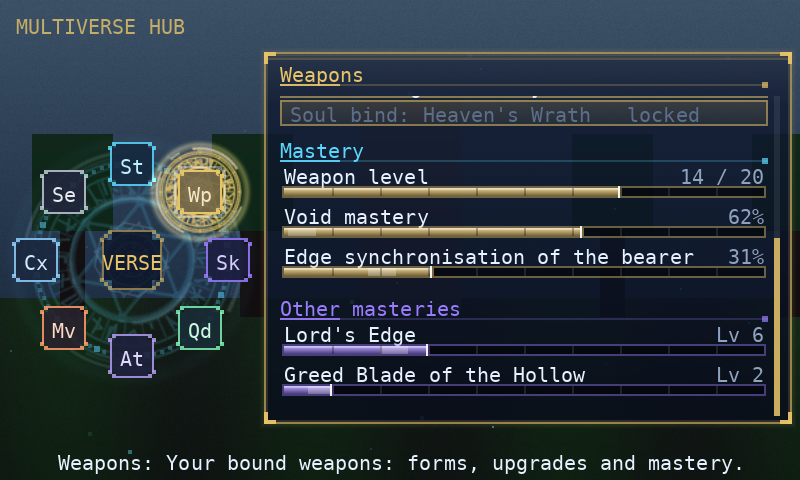 MULTIVERSE HUB
Weapons
Soul bind: Heaven's Wrath locked
Mastery
Weapon level 14 / 20
Void mastery 62%
Edge synchronisation of the bearer 31%
Other masteries
Lord's Edge Lv 6
Greed Blade of the Hollow Lv 2
St
Se
Wp
Cx
VERSE
Sk
Mv
Qd
At
Weapons: Your bound weapons: forms, upgrades and mastery.